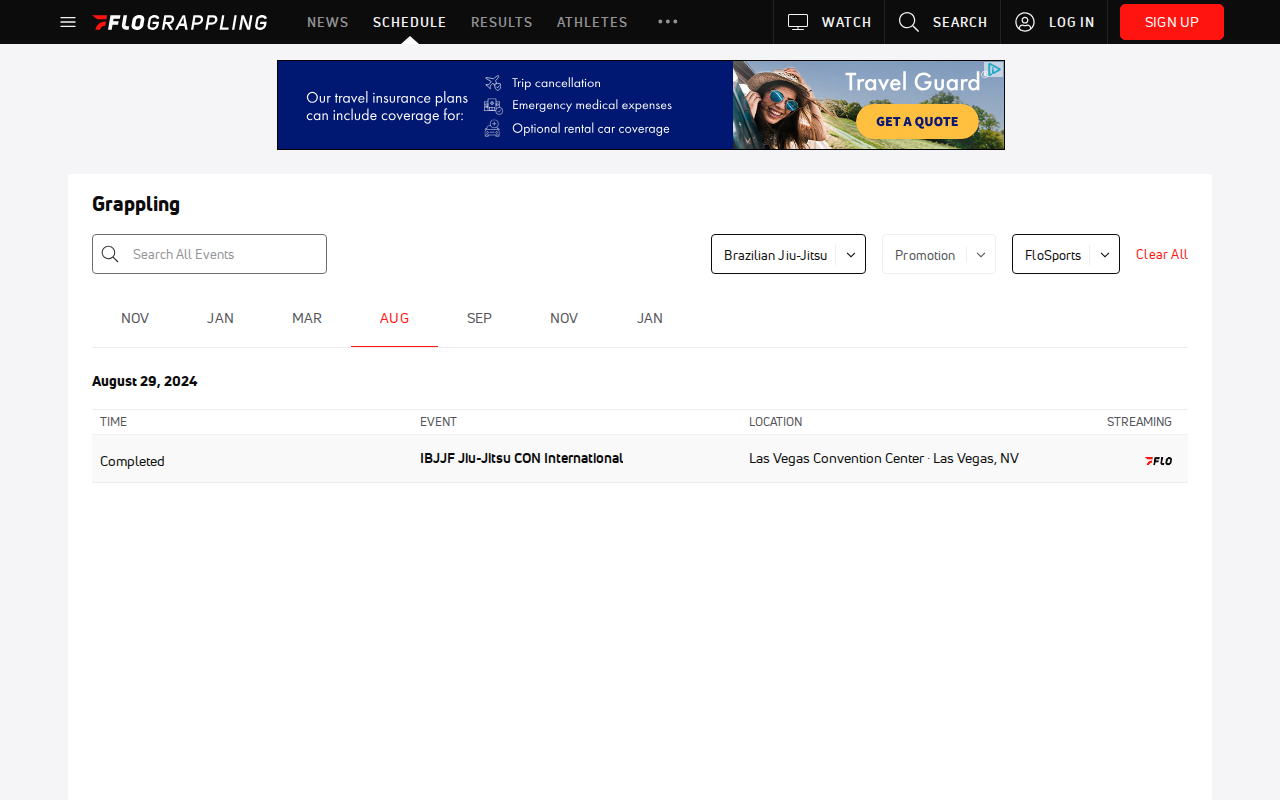 FLOGRAPPLING NEWS SCHEDULE RESULTS ATHLETES WATCH SEARCH LOG IN SIGN UP
Our travel insurance plans
can include coverage for:
Trip cancellation
Emergency medical expenses
Optional rental car coverage
Travel Guard®
GET A QUOTE
Grappling
Search All Events Brazilian Jiu-Jitsu Promotion FloSports Clear All
NOV JAN MAR AUG SEP NOV JAN
August 29, 2024
TIME EVENT LOCATION STREAMING
Completed IBJJF Jiu-Jitsu CON International Las Vegas Convention Center · Las Vegas, NV FLO